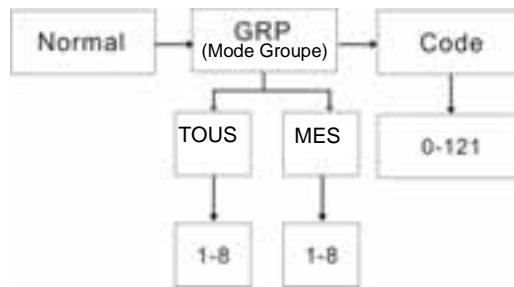 Normal
GRP
(Mode Groupe)
Code
TOUS
MES
0-121
1-8
1-8